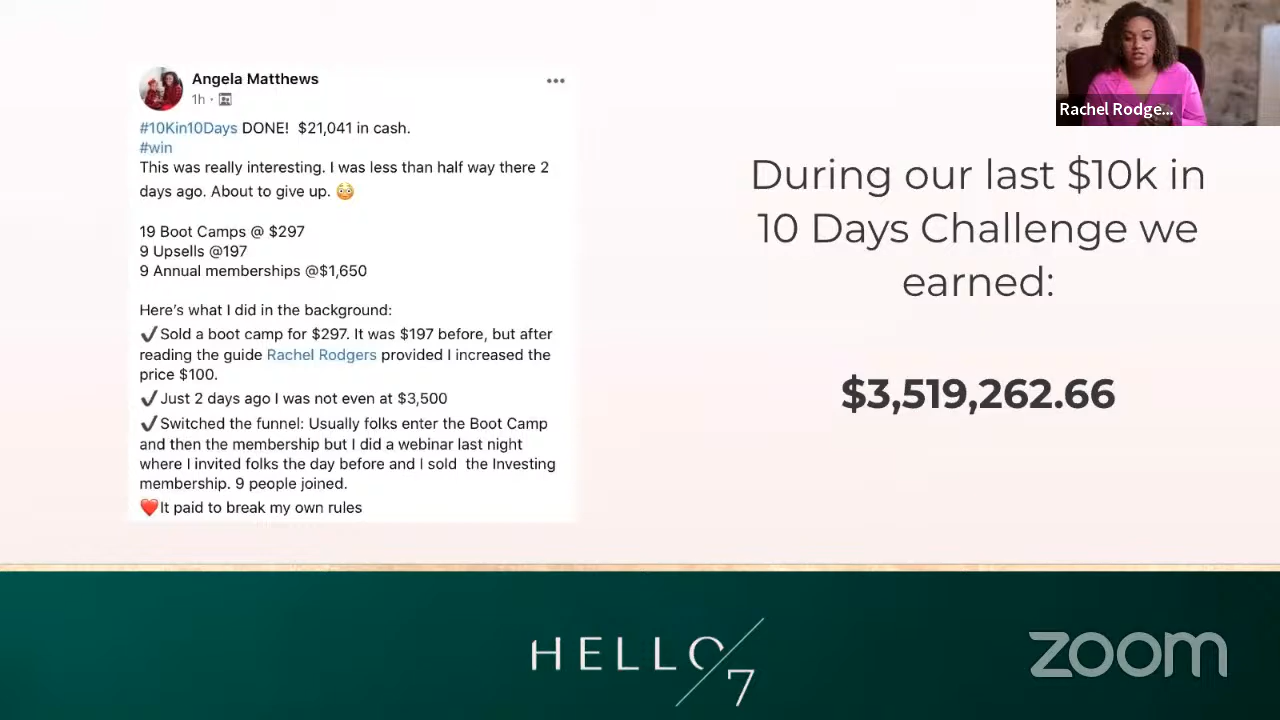 Angela Matthews
1h ·
#10Kin10Days DONE!  $21,041 in cash.
#win
This was really interesting. I was less than half way there 2
days ago. About to give up. 😳
19 Boot Camps @ $297
9 Upsells @197
9 Annual memberships @$1,650
Here's what I did in the background:
✔Sold a boot camp for $297. It was $197 before, but after
reading the guide Rachel Rodgers provided I increased the
price $100.
✔Just 2 days ago I was not even at $3,500
✔Switched the funnel: Usually folks enter the Boot Camp
and then the membership but I did a webinar last night
where I invited folks the day before and I sold  the Investing
membership. 9 people joined.
❤️It paid to break my own rules
Rachel Rodge...
During our last $10k in
10 Days Challenge we
earned:
$3,519,262.66
HELLO
7
zoom